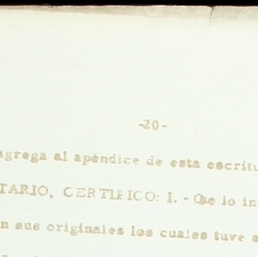 -20-
agrega al apéndice de esta escritu
TARIO, CERTIFICO: I. - Que lo in
n sus originales los cuales tuve a